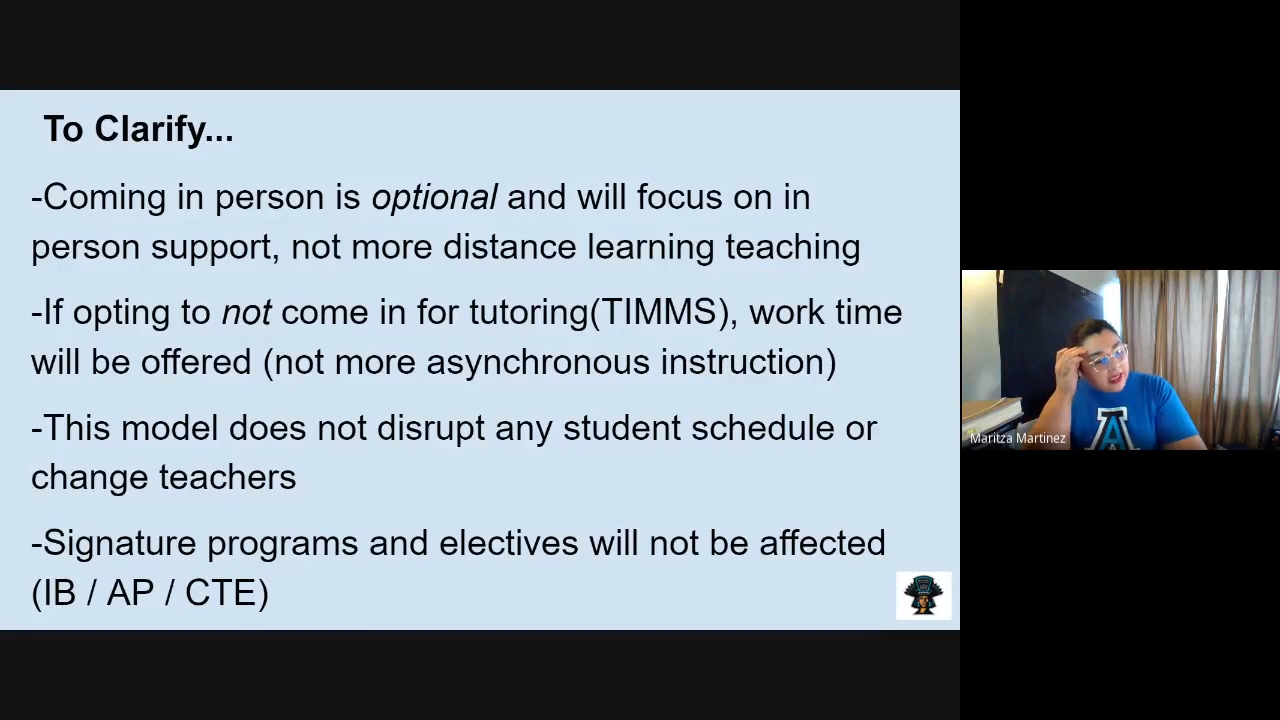 To Clarify...
-Coming in person is optional and will focus on in
person support, not more distance learning teaching
-If opting to not come in for tutoring(TIMMS), work time
will be offered (not more asynchronous instruction)
-This model does not disrupt any student schedule or
change teachers
-Signature programs and electives will not be affected
(IB / AP / CTE)
A
Maritza Martinez